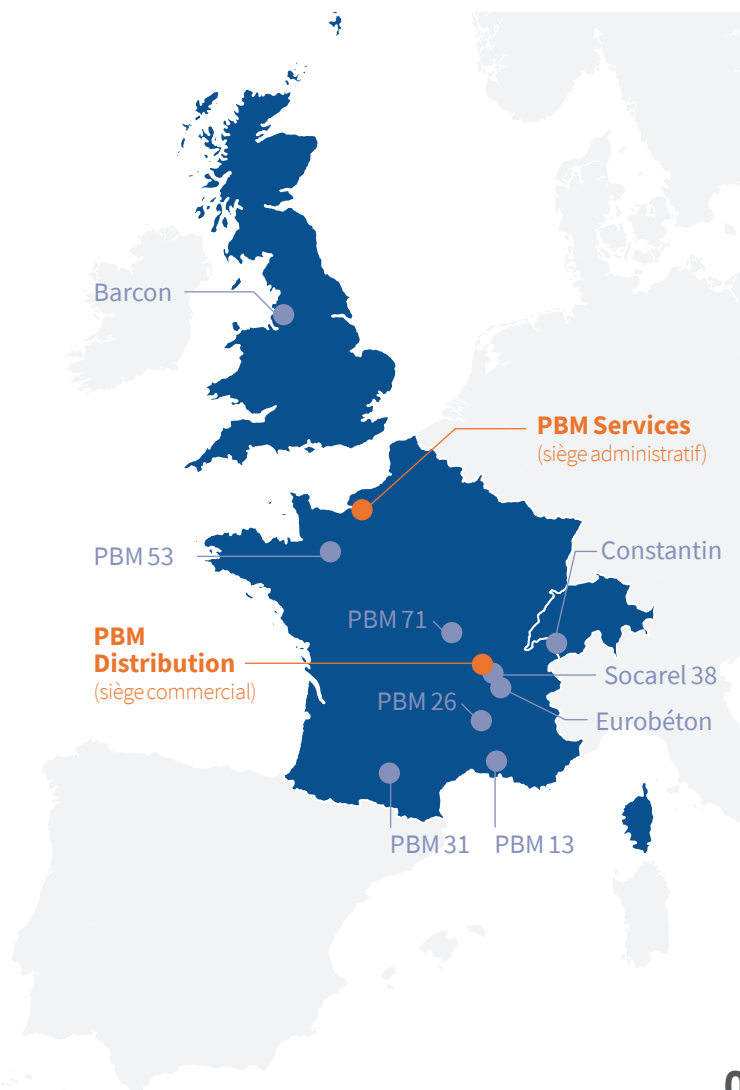 Barcon
PBM Services
(siège administratif)
PBM 53
Constantin
PBM 71
PBM
Distribution
(siège commercial)
Socarel 38
PBM 26
Eurobéton
PBM 31
PBM 13